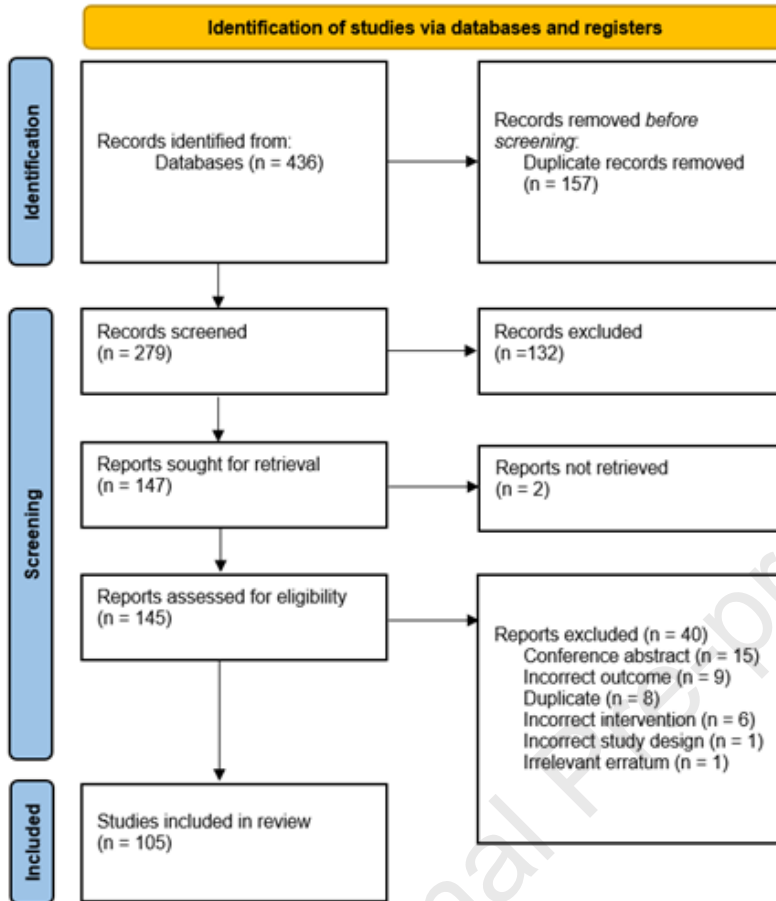 Identification of studies via databases and registers
Identification
Records identified from:
Databases (n = 436)
Records removed before
screening:
Duplicate records removed
(n = 157)
Screening
Records screened
(n = 279)
Records excluded
(n =132)
Reports sought for retrieval
(n = 147)
Reports not retrieved
(n = 2)
Reports assessed for eligibility
(n = 145)
Reports excluded (n = 40)
Conference abstract (n = 15)
Incorrect outcome (n = 9)
Duplicate (n = 8)
Incorrect intervention (n = 6)
Incorrect study design (n = 1)
Irrelevant erratum (n = 1)
Included
Studies included in review
(n = 105)